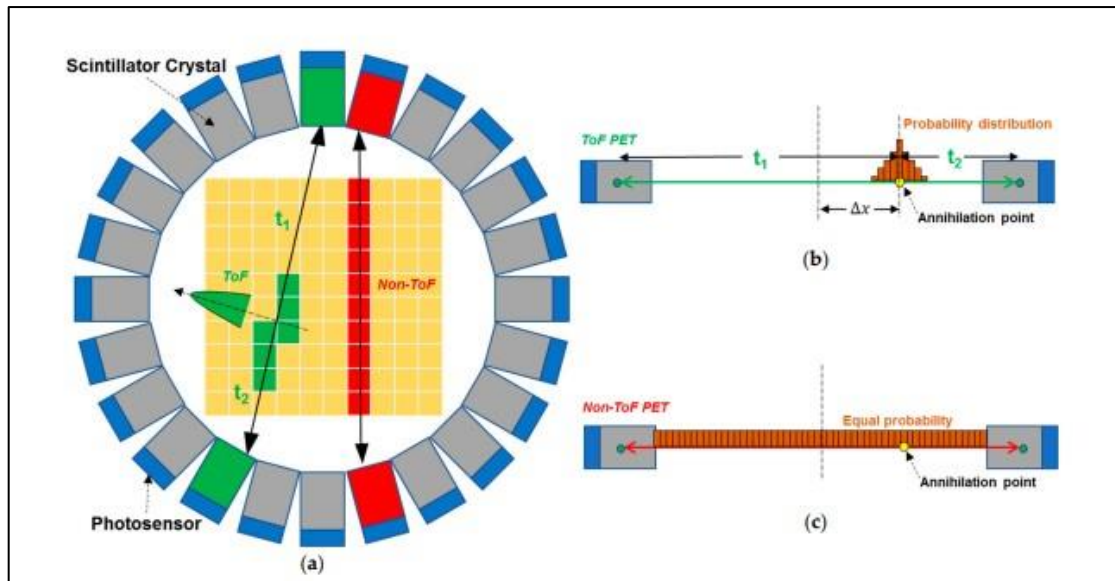 Scintillator Crystal
t₁
ToF
Non-ToF
t₂
Photosensor
(a)
ToF PET
Probability distribution
t₁
t₂
Δx
Annihilation point
(b)
Non-ToF PET
Equal probability
Annihilation point
(c)